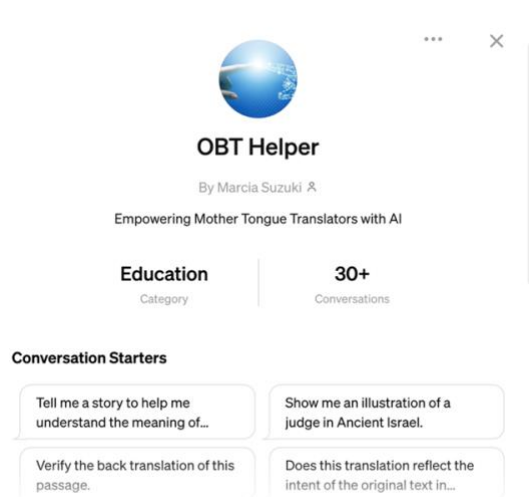 OBT Helper
By Marcia Suzuki
Empowering Mother Tongue Translators with AI
Education
Category
30+
Conversations
Conversation Starters
Tell me a story to help me
understand the meaning of...
Show me an illustration of a
judge in Ancient Israel.
Verify the back translation of this
passage.
Does this translation reflect the
intent of the original text in...